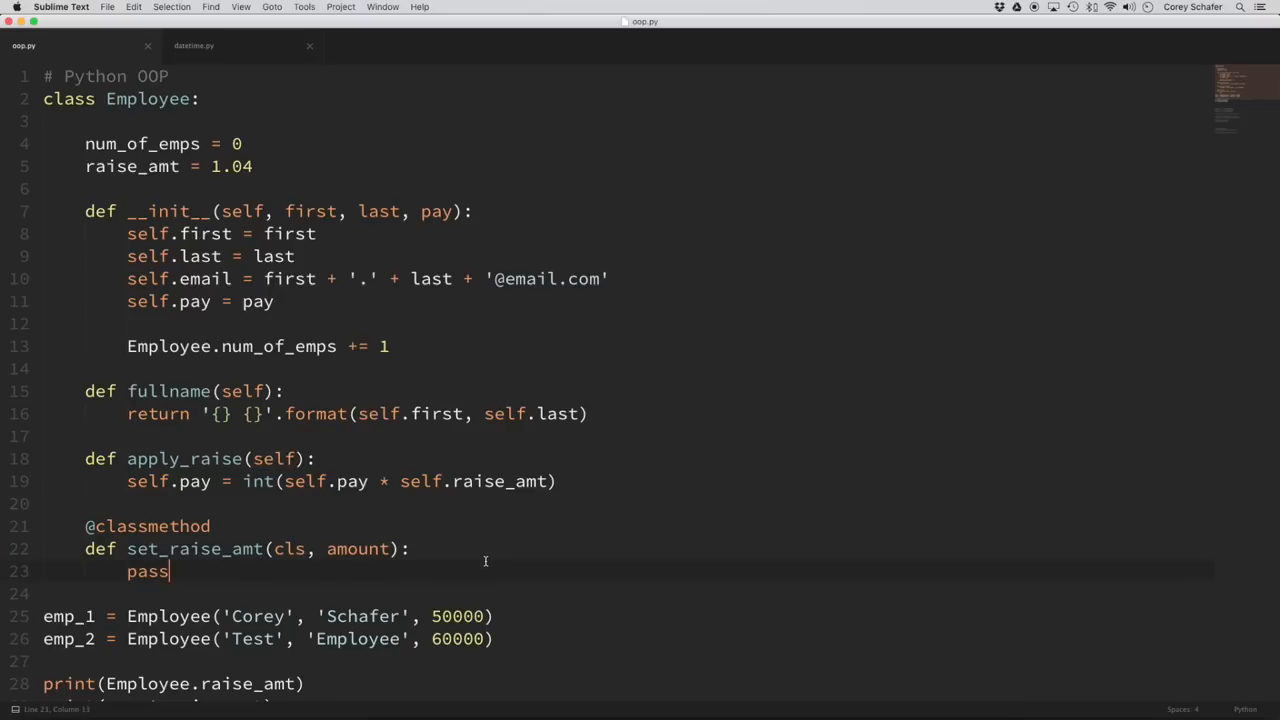 Sublime Text File Edit Selection Find View Goto Tools Project Window Help Corey Schafer
oop.py
oop.py datetime.py
1 # Python OOP
2 class Employee:
3
4 num_of_emps = 0
5 raise_amt = 1.04
6
7 def __init__(self, first, last, pay):
8 self.first = first
9 self.last = last
10 self.email = first + '.' + last + '@email.com'
11 self.pay = pay
12
13 Employee.num_of_emps += 1
14
15 def fullname(self):
16 return '{} {}'.format(self.first, self.last)
17
18 def apply_raise(self):
19 self.pay = int(self.pay * self.raise_amt)
20
21 @classmethod
22 def set_raise_amt(cls, amount):
23 pass
24
25 emp_1 = Employee('Corey', 'Schafer', 50000)
26 emp_2 = Employee('Test', 'Employee', 60000)
27
28 print(Employee.raise_amt)
Line 23, Column 13 Spaces: 4 Python